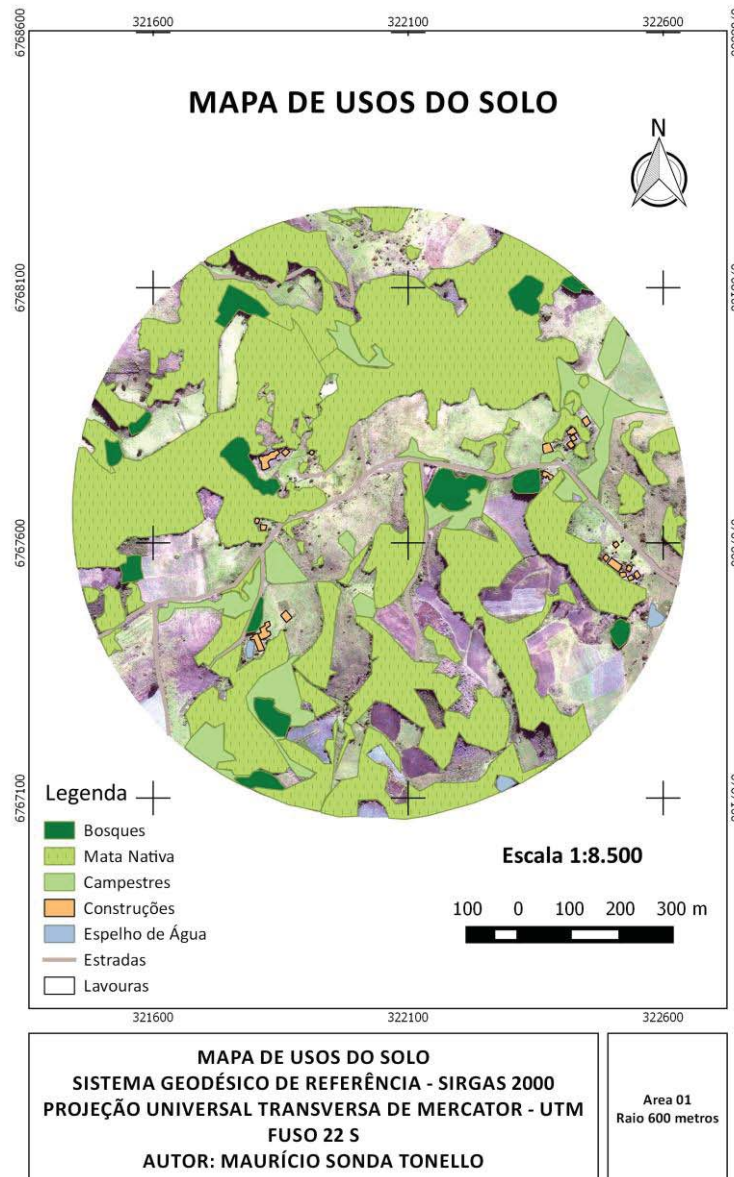 321600 322100 322600
6768600
MAPA DE USOS DO SOLO
N
6768100
6767600
6767100
Legenda
Bosques
Mata Nativa
Campestres
Construções
Espelho de Água
Estradas
Lavouras
Escala 1:8.500
100 0 100 200 300 m
321600 322100 322600
MAPA DE USOS DO SOLO
SISTEMA GEODÉSICO DE REFERÊNCIA - SIRGAS 2000
PROJEÇÃO UNIVERSAL TRANSVERSA DE MERCATOR - UTM
FUSO 22 S
AUTOR: MAURÍCIO SONDA TONELLO
Area 01
Raio 600 metros